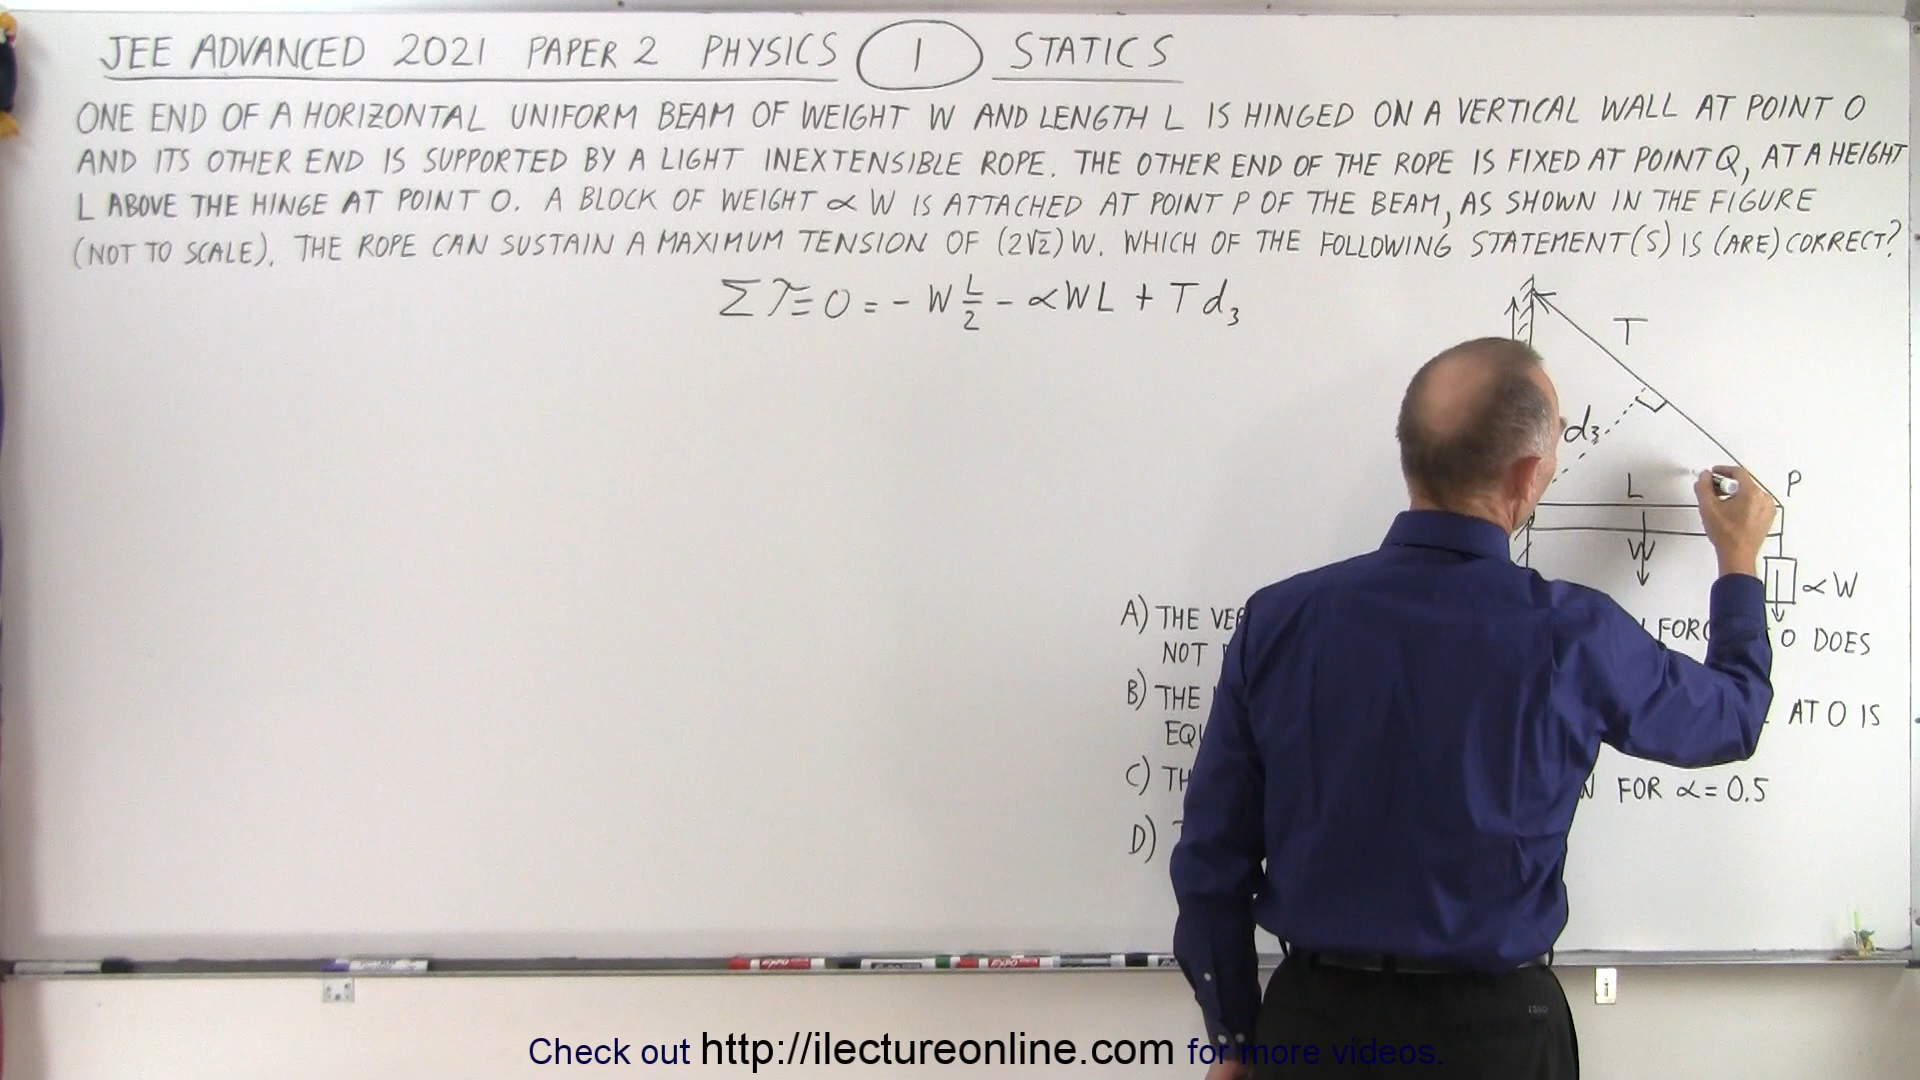 JEE ADVANCED 2021 PAPER 2 PHYSICS 1 STATICS
ONE END OF A HORIZONTAL UNIFORM BEAM OF WEIGHT W AND LENGTH L IS HINGED ON A VERTICAL WALL AT POINT O
AND ITS OTHER END IS SUPPORTED BY A LIGHT INEXTENSIBLE ROPE. THE OTHER END OF THE ROPE IS FIXED AT POINT Q, AT A HEIGHT
L ABOVE THE HINGE AT POINT O. A BLOCK OF WEIGHT ∝ W IS ATTACHED AT POINT P OF THE BEAM, AS SHOWN IN THE FIGURE
(NOT TO SCALE). THE ROPE CAN SUSTAIN A MAXIMUM TENSION OF (2√2)W. WHICH OF THE FOLLOWING STATEMENT(S) IS (ARE) CORRECT?
∑τ = 0 = - W L/2 - ∝WL + T d₃
T
d₃
L
P
W
∝W
A) THE FORC O DOES
NOT
B) THE AT O IS
C) FOR ∝ = 0.5
D)
Check out http://ilectureonline.com for more videos.